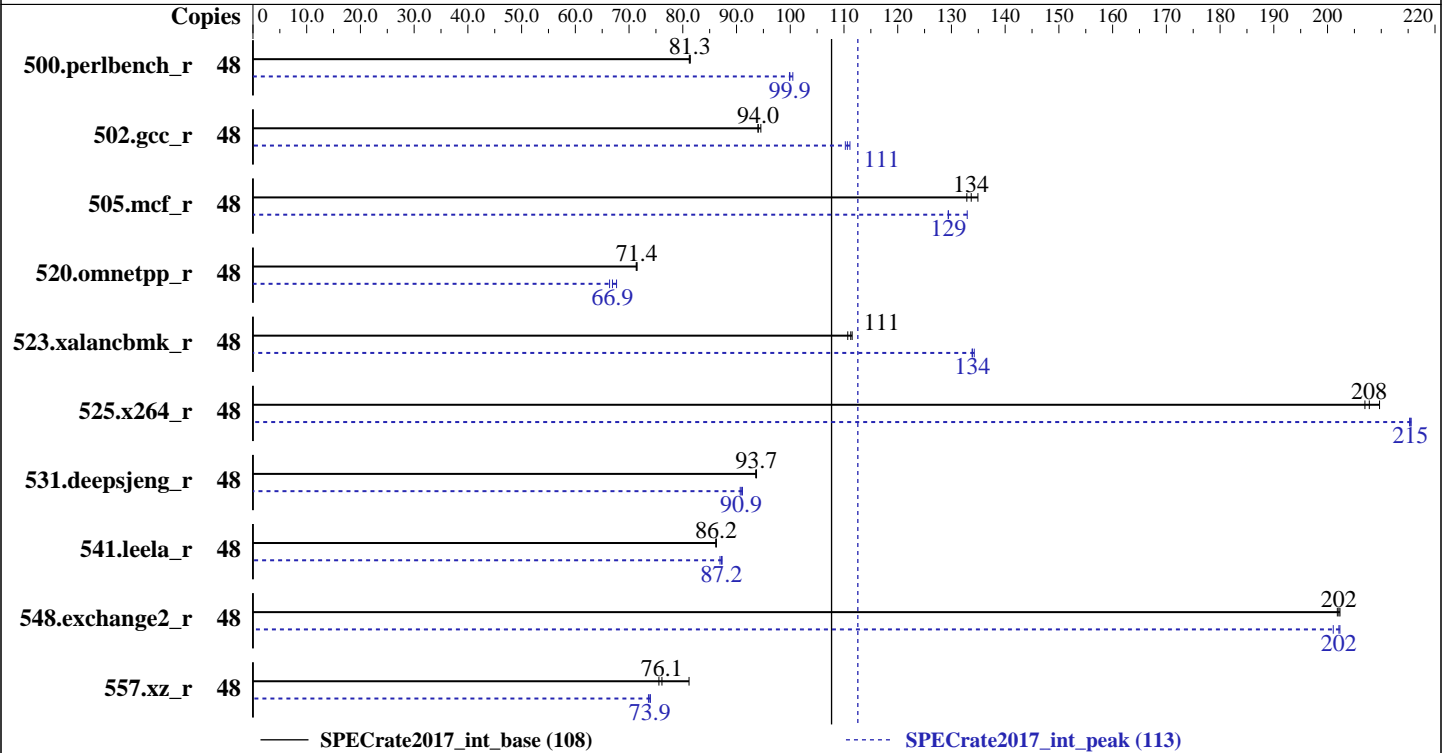 Copies 0 10.0 20.0 30.0 40.0 50.0 60.0 70.0 80.0 90.0 100 110 120 130 140 150 160 170 180 190 200 220
500.perlbench_r 48 81.3
99.9
502.gcc_r 48 94.0
111
505.mcf_r 48 134
129
520.omnetpp_r 48 71.4
66.9
523.xalancbmk_r 48 111
134
525.x264_r 48 208
215
531.deepsjeng_r 48 93.7
90.9
541.leela_r 48 86.2
87.2
548.exchange2_r 48 202
202
557.xz_r 48 76.1
73.9
SPECrate2017_int_base (108) SPECrate2017_int_peak (113)